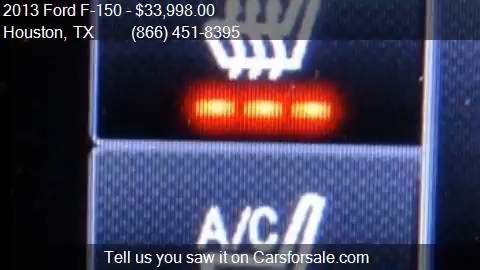 2013 Ford F-150 - $33,998.00
Houston, TX (866) 451-8395
A/C
Tell us you saw it on Carsforsale.com